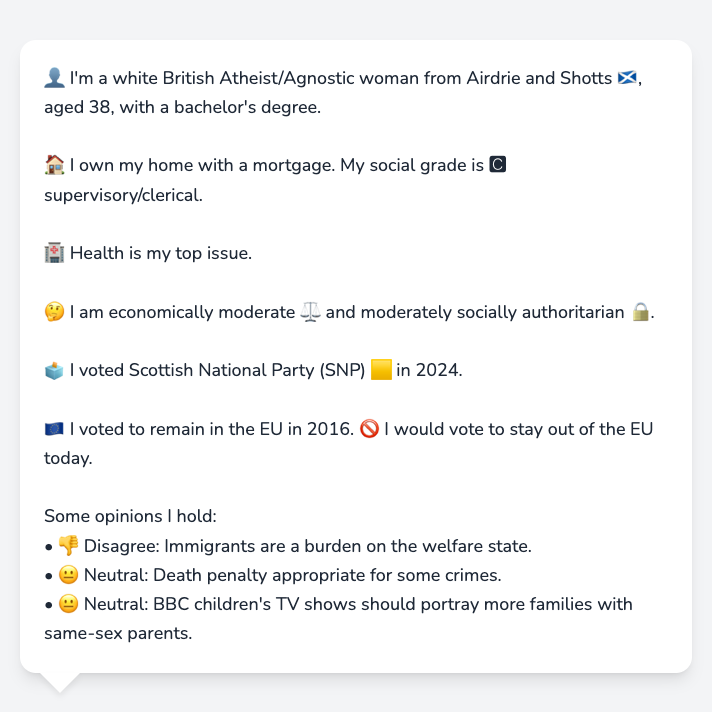 👤 I'm a white British Atheist/Agnostic woman from Airdrie and Shotts 🏴󠁧󠁢󠁳󠁣󠁴󠁿,
aged 38, with a bachelor's degree.
🏠 I own my home with a mortgage. My social grade is 🅲
supervisory/clerical.
🏥 Health is my top issue.
🤔 I am economically moderate ⚖️ and moderately socially authoritarian 🔒.
🗳️ I voted Scottish National Party (SNP) 🟨 in 2024.
🇪🇺 I voted to remain in the EU in 2016. 🚫 I would vote to stay out of the EU
today.
Some opinions I hold:
• 👎 Disagree: Immigrants are a burden on the welfare state.
• 😐 Neutral: Death penalty appropriate for some crimes.
• 😐 Neutral: BBC children's TV shows should portray more families with
same-sex parents.